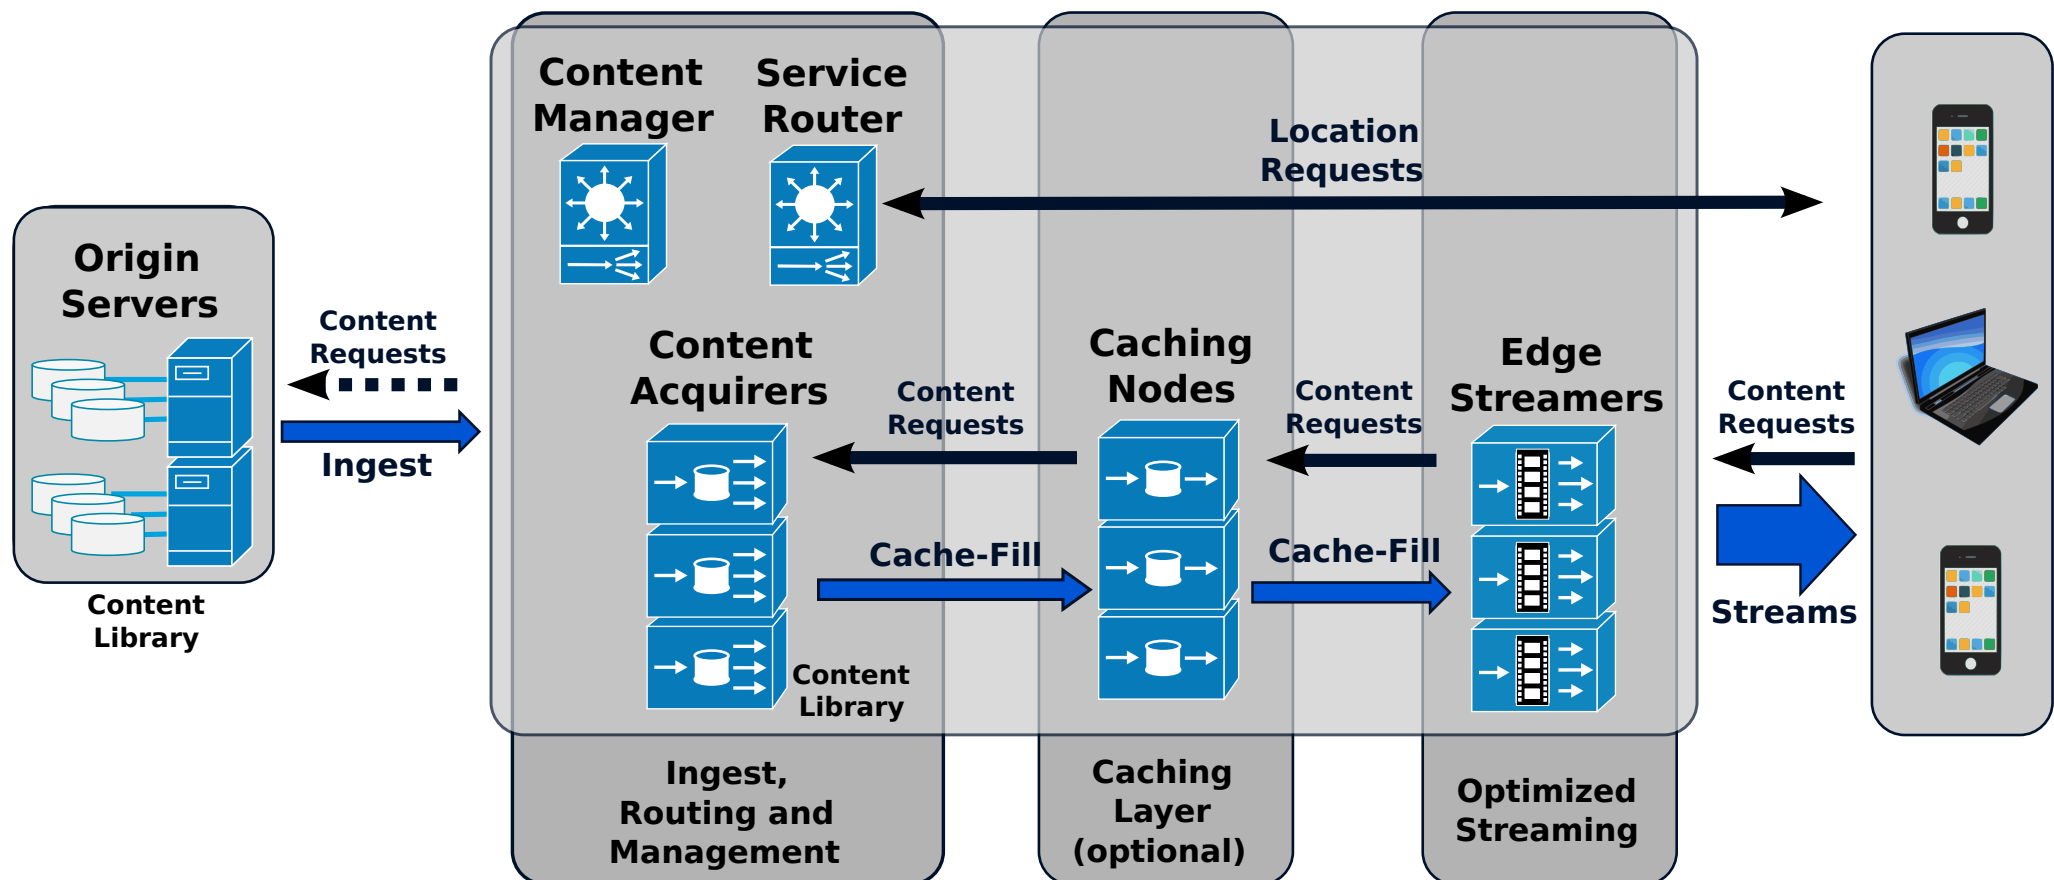 Content
Manager
Service
Router
Location
Requests
Origin
Servers
Content
Requests
Ingest
Content
Library
Content
Acquirers
Content
Requests
Cache-Fill
Content
Library
Caching
Nodes
Content
Requests
Cache-Fill
Edge
Streamers
Content
Requests
Streams
Ingest,
Routing and
Management
Caching
Layer
(optional)
Optimized
Streaming